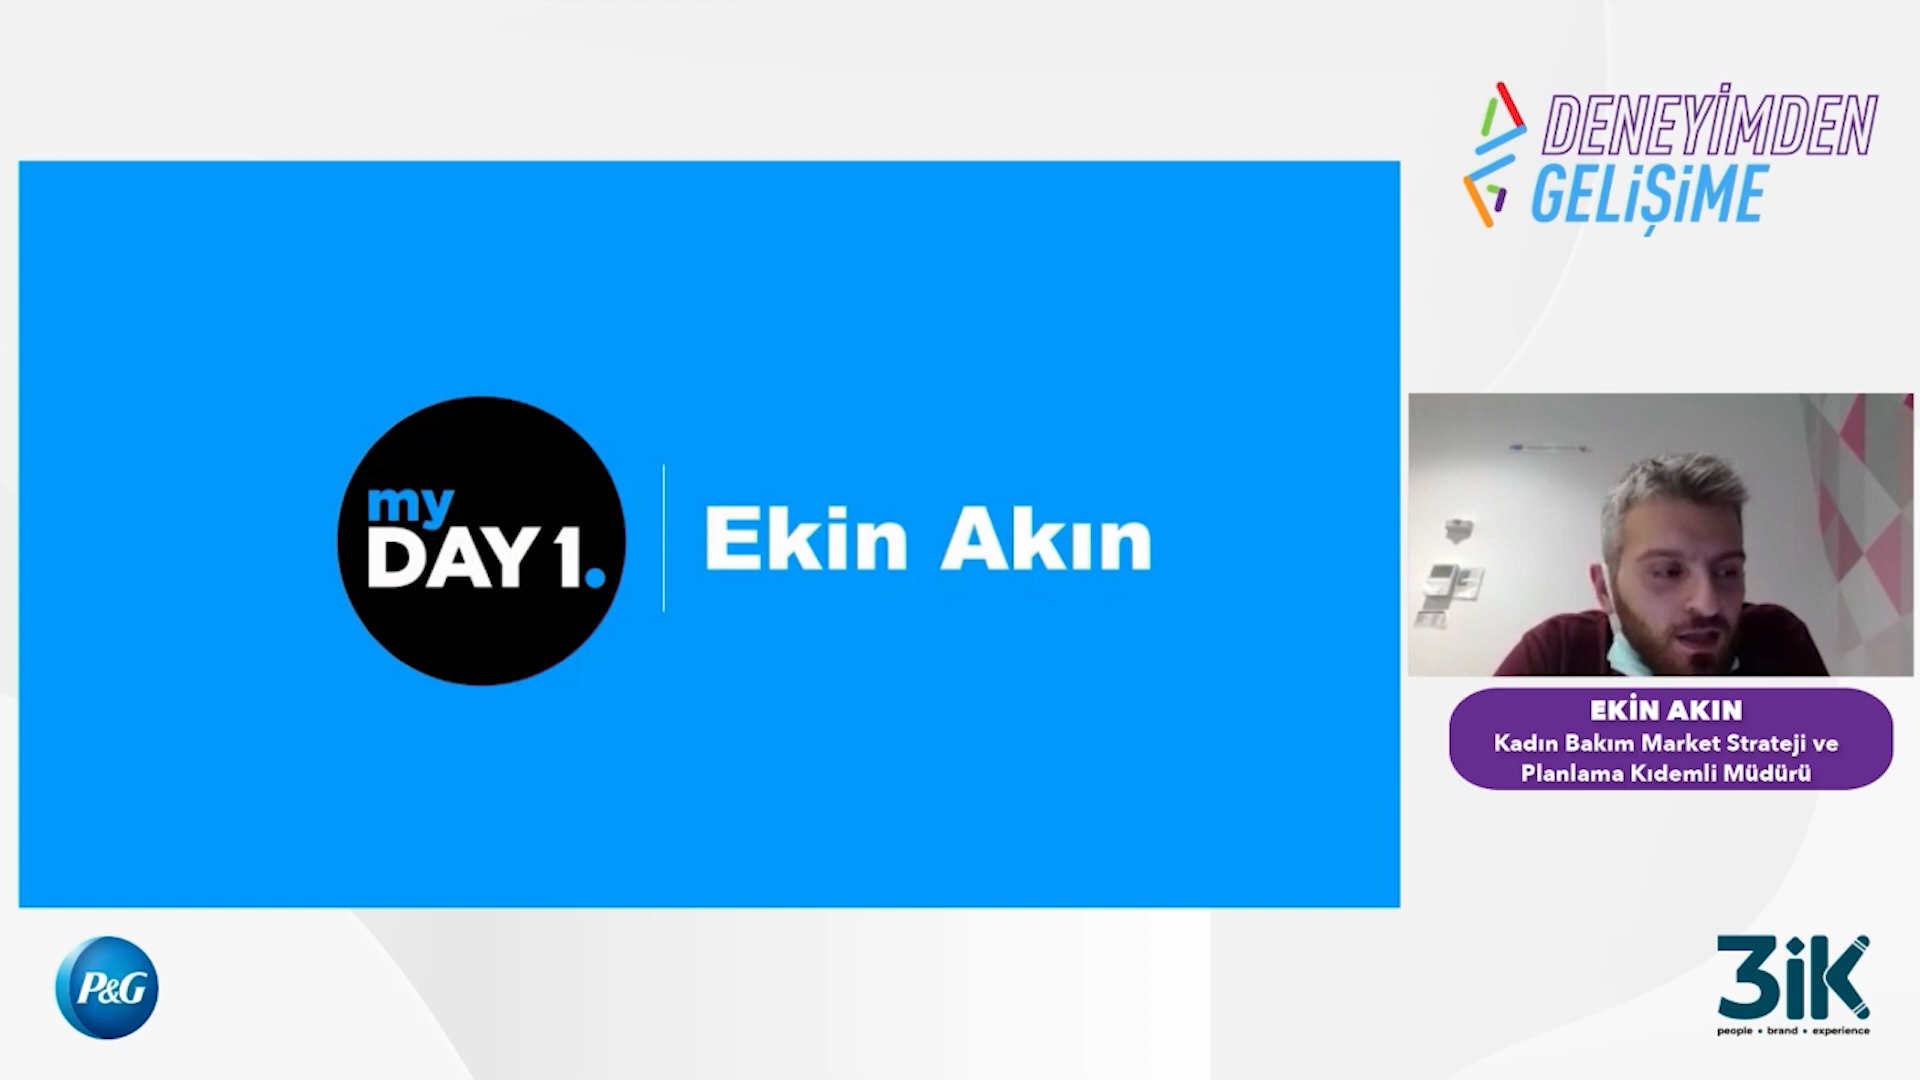 DENEYİMDEN
GELİŞİME
my
DAY 1.
Ekin Akın
EKİN AKIN
Kadın Bakım Market Strateji ve
Planlama Kıdemli Müdürü
P&G
3iK
people • brand • experience